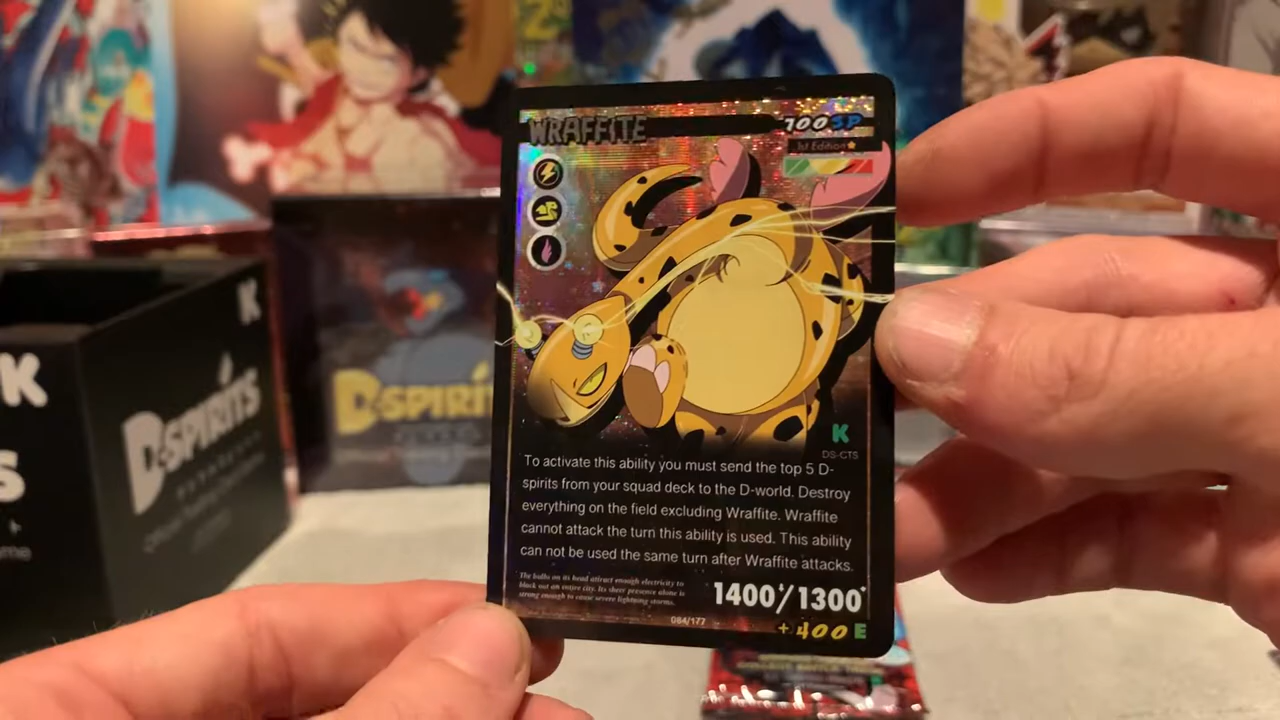 WRAFFITE
700SP
1st Edition
K
DS-CTS
To activate this ability you must send the top 5 D-
spirits from your squad deck to the D-world. Destroy
everything on the field excluding Wraffite. Wraffite
cannot attack the turn this ability is used. This ability
can not be used the same turn after Wraffite attacks.
The bulbs on its head attract enough electricity to
black out an entire city. Its sheer presence alone is
strong enough to cause severe lightning storms.
1400/1300
084/177
+400E
K
K
D-SPIRITS
D-SPIRIT